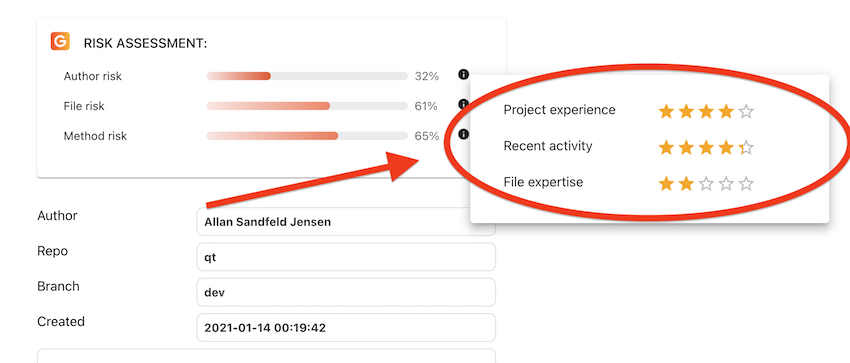 G RISK ASSESSMENT:
Author risk 32% i
File risk 61% i
Method risk 65% i
Project experience
Recent activity
File expertise
Author Allan Sandfeld Jensen
Repo qt
Branch dev
Created 2021-01-14 00:19:42